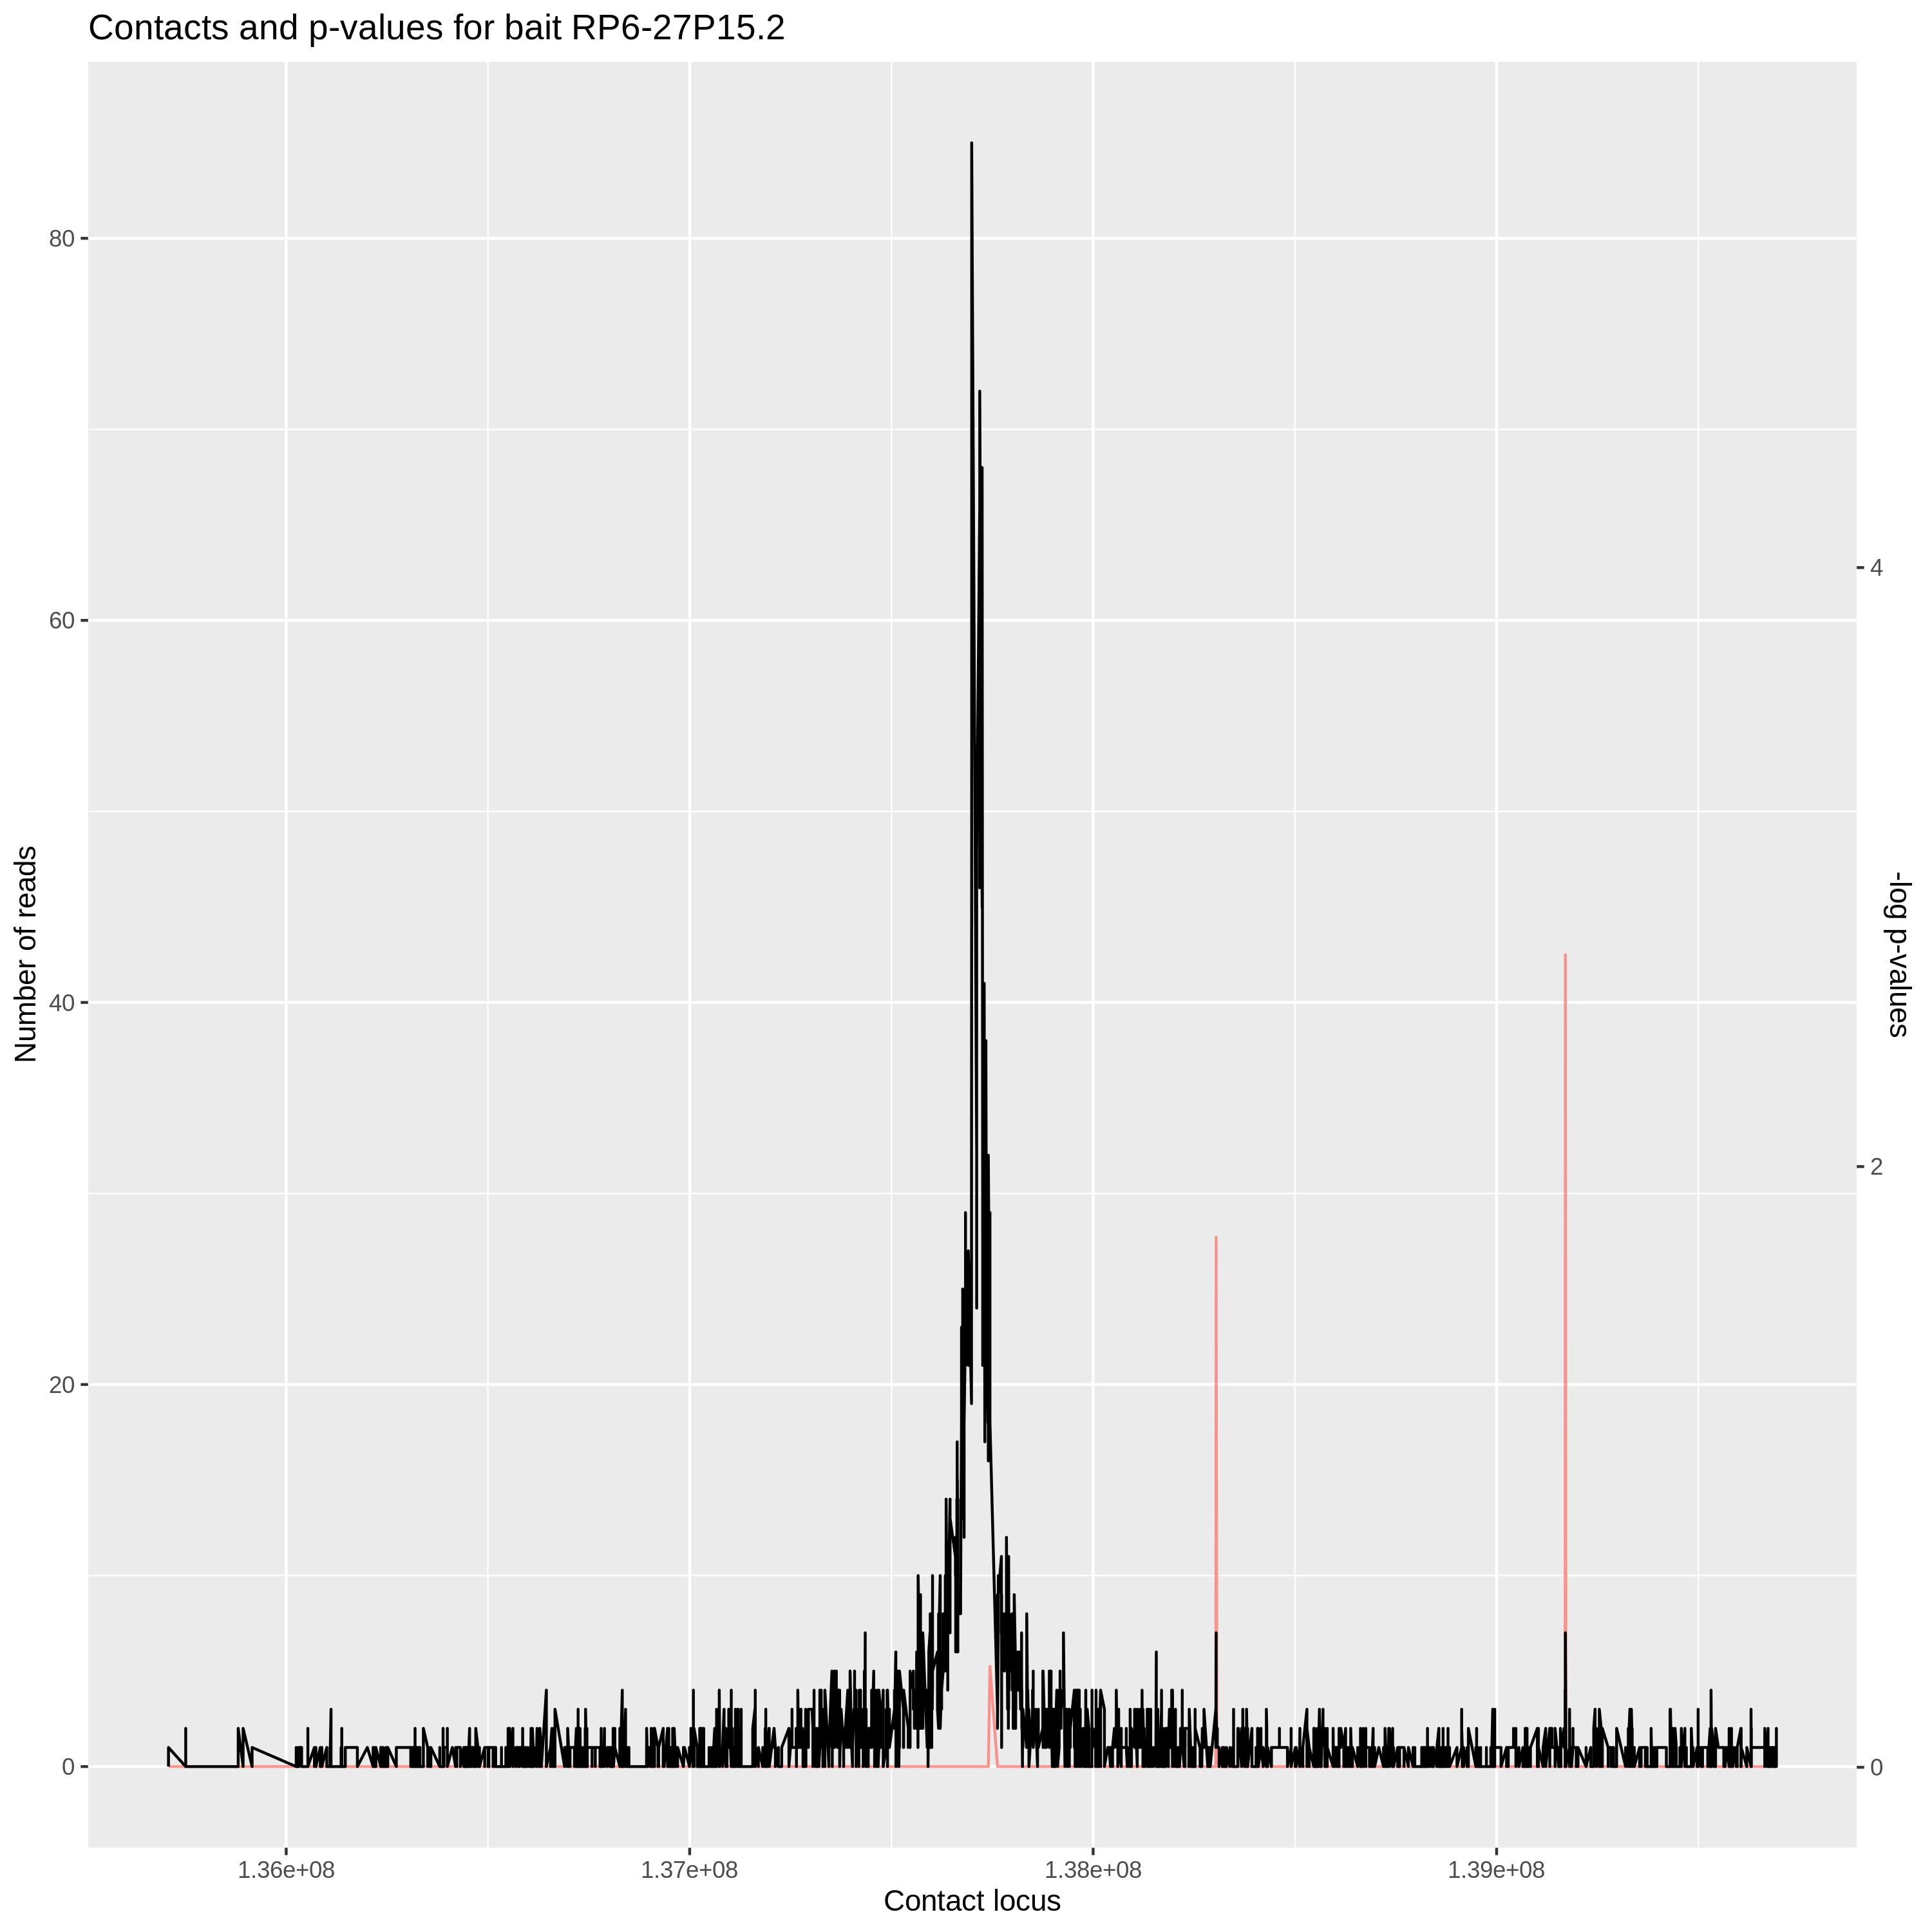 Contacts and p-values for bait RP6-27P15.2
80
60
40
20
0
Number of reads
4
2
0
-log p-values
1.36e+08
1.37e+08
1.38e+08
1.39e+08
Contact locus